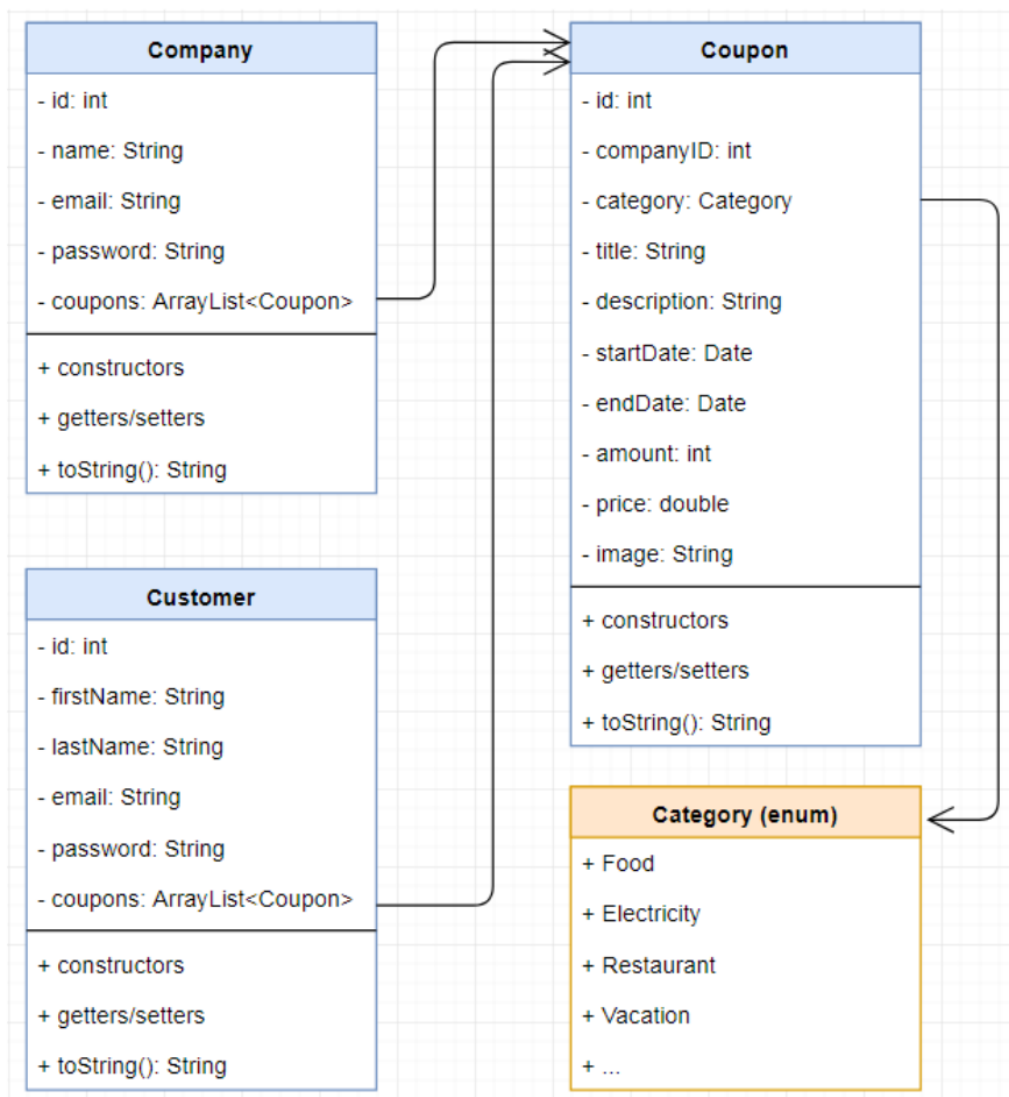 Company
- id: int
- name: String
- email: String
- password: String
- coupons: ArrayList<Coupon>
+ constructors
+ getters/setters
+ toString(): String
Customer
- id: int
- firstName: String
- lastName: String
- email: String
- password: String
- coupons: ArrayList<Coupon>
+ constructors
+ getters/setters
+ toString(): String
Coupon
- id: int
- companyID: int
- category: Category
- title: String
- description: String
- startDate: Date
- endDate: Date
- amount: int
- price: double
- image: String
+ constructors
+ getters/setters
+ toString(): String
Category (enum)
+ Food
+ Electricity
+ Restaurant
+ Vacation
+ ...